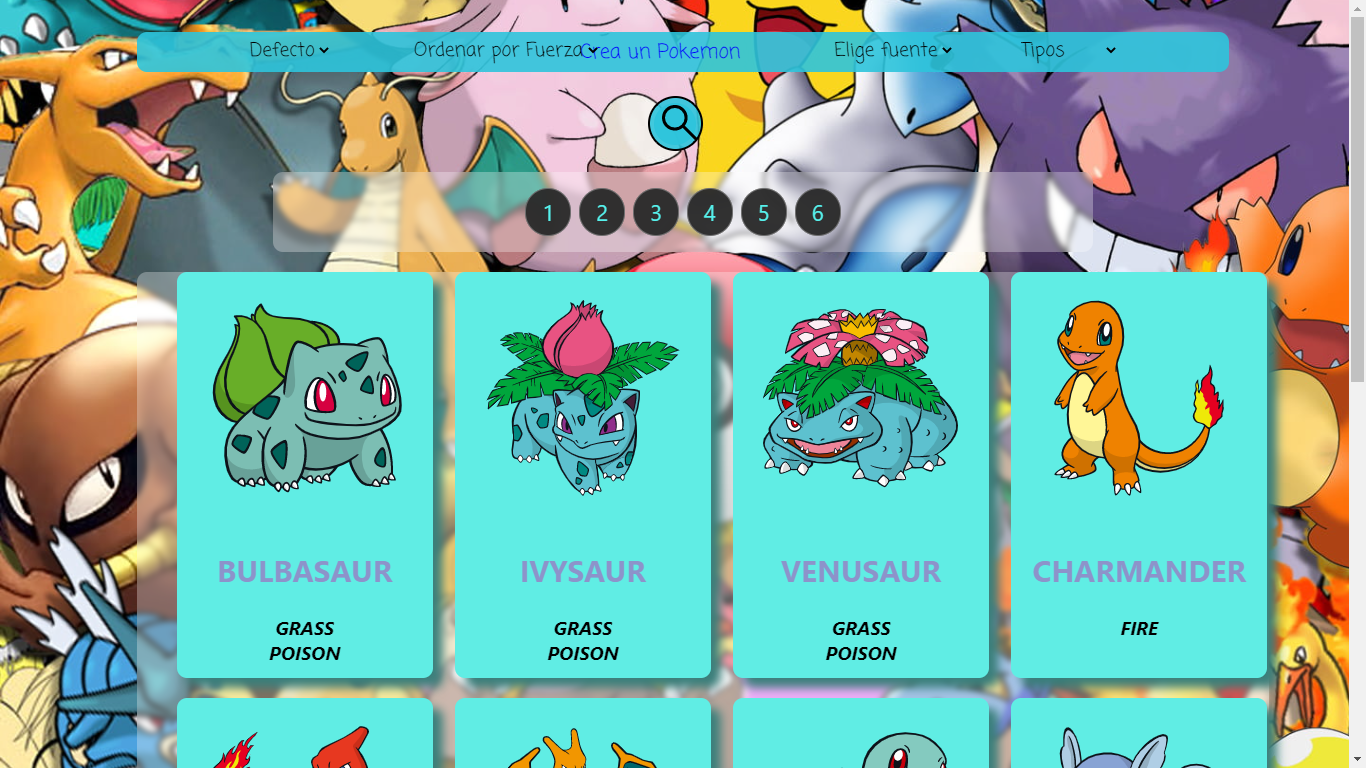 Defecto Ordenar por Fuerza Crea un Pokemon Elige fuente Tipos
1 2 3 4 5 6
BULBASAUR IVYSAUR VENUSAUR CHARMANDER
GRASS GRASS GRASS FIRE
POISON POISON POISON